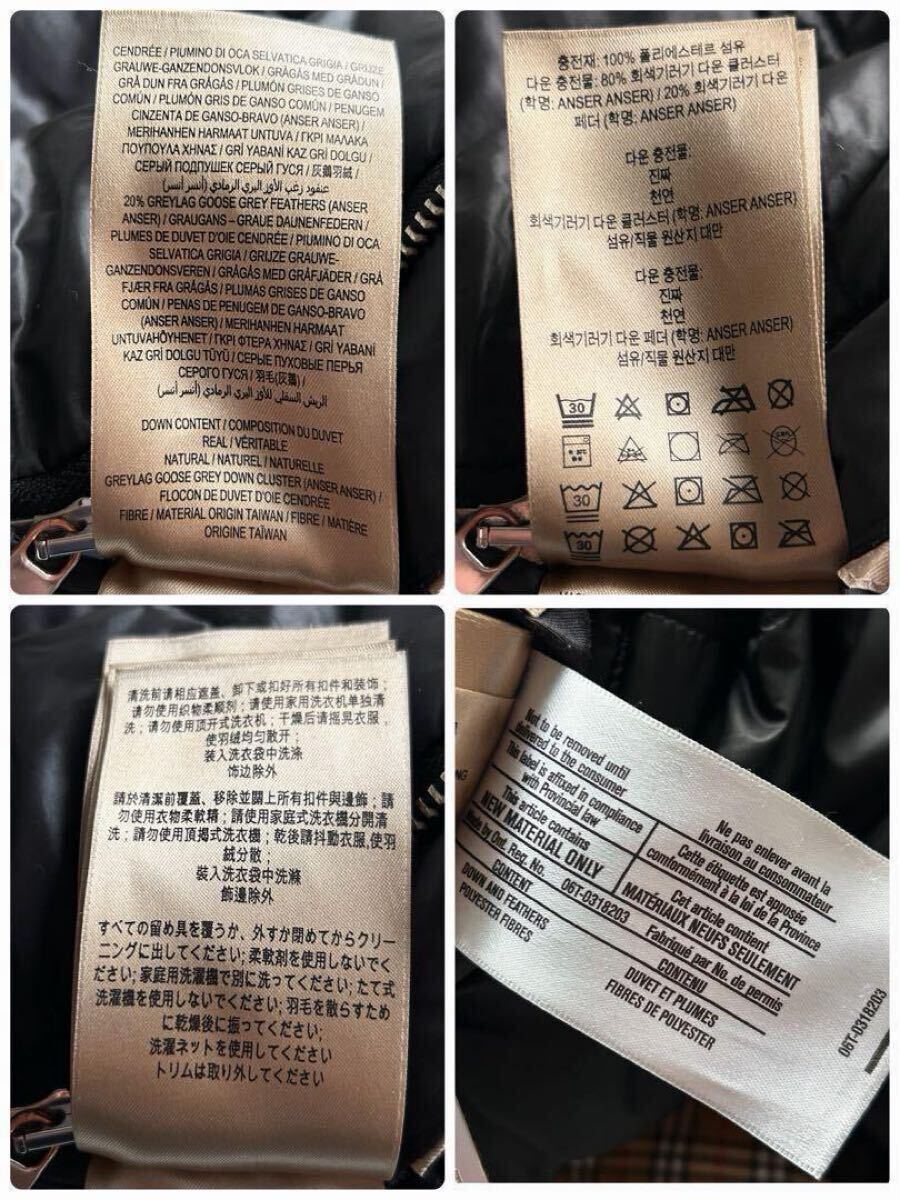 CENDRÉE / PIUMINO DI OCA SELVATICA GRIGIA / GRIJZE
GRAUWE-GANZENDONSVLOK / GRÅGÅS MED GRÅDUN /
GRÅ DUN FRA GRÅGÅS / PLUMÓN GRISES DE GANSO
COMÚN / PLUMÓN GRIS DE GANSO COMÚN / PENUGEM
CINZENTA DE GANSO-BRAVO (ANSER ANSER) /
MERIHANHEN HARMAAT UNTUVA / ΓΚΡΙ ΜΑΛΑΚΑ
ΠΟΥΠΟΥΛΑ ΧΗΝΑΣ / GRİ YABANİ KAZ GRİ DOLGU /
СЕРЫЙ ПОДПУШЕК СЕРЫЙ ГУСЯ / 灰鵝羽絨 /
عنقود زغب الأوز البري الرمادي (أنسر أنسر)
20% GREYLAG GOOSE GREY FEATHERS (ANSER
ANSER) / GRAUGANS – GRAUE DAUNENFEDERN /
PLUMES DE DUVET D'OIE CENDRÉE / PIUMINO DI OCA
SELVATICA GRIGIA / GRIJZE GRAUWE-
GANZENDONSVEREN / GRÅGÅS MED GRÅFJÄDER / GRÅ
FJÆR FRA GRÅGÅS / PLUMAS GRISES DE GANSO
COMÚN / PENAS DE PENUGEM DE GANSO-BRAVO
(ANSER ANSER) / MERIHANHEN HARMAAT
UNTUVAHÖYHENET / ΓΚΡΙ ΦΤΕΡΑ ΧΗΝΑΣ / GRİ YABANİ
KAZ GRİ DOLGU TÜYÜ / СЕРЫЕ ПУХОВЫЕ ПЕРЬЯ
СЕРОГО ГУСЯ / 羽毛(灰鵝) /
الريش السفلي للأوز البري الرمادي (أنسر أنسر)
DOWN CONTENT / COMPOSITION DU DUVET
REAL / VÉRITABLE
NATURAL / NATUREL / NATURELLE
GREYLAG GOOSE GREY DOWN CLUSTER (ANSER ANSER) /
FLOCON DE DUVET D'OIE CENDRÉE
FIBRE / MATERIAL ORIGIN TAIWAN / FIBRE / MATIÈRE
ORIGINE TAÏWAN
충전재: 100% 폴리에스테르 섬유
다운 충전물: 80% 회색기러기 다운 클러스터
(학명: ANSER ANSER) / 20% 회색기러기 다운
페더 (학명: ANSER ANSER)
다운 충전물:
진짜
천연
회색기러기 다운 클러스터 (학명: ANSER ANSER)
섬유/직물 원산지 대만
다운 충전물:
진짜
천연
회색기러기 다운 페더 (학명: ANSER ANSER)
섬유/직물 원산지 대만
30
30
30
清洗前请相应遮盖、卸下或扣好所有扣件和装饰;
请勿使用织物柔顺剂; 请使用家用洗衣机单独清
洗; 请勿使用顶开式洗衣机; 干燥后请摇晃衣服,
使羽绒均匀散开;
装入洗衣袋中洗涤
饰边除外
請於清潔前覆蓋、移除並關上所有扣件與邊飾; 請
勿使用衣物柔軟精; 請使用家庭式洗衣機分開清
洗; 請勿使用頂揭式洗衣機; 乾後請抖動衣服,使羽
絨分散;
裝入洗衣袋中洗滌
飾邊除外
すべての留め具を覆うか、外すか閉めてからクリー
ニングに出してください; 柔軟剤を使用しないでく
ださい; 家庭用洗濯機で別に洗ってください; たて式
洗濯機を使用しないでください; 羽毛を散らすため
に乾燥後に振ってください;
洗濯ネットを使用してください
トリムは取り外してください
Not to be removed until
delivered to the consumer
This label is affixed in compliance
with Provincial law
This article contains
NEW MATERIAL ONLY
Made by Ont. Reg. No. 06T-0318203
CONTENT
DOWN AND FEATHERS
POLYESTER FIBRES
Ne pas enlever avant la
livraison au consommateur
Cette étiquette est apposée
conformément à la loi de la Province
Cet article contient
MATÉRIAUX NEUFS SEULEMENT
Fabriqué par No. de permis
CONTENU
DUVET ET PLUMES
FIBRES DE POLYESTER
06T-0318203